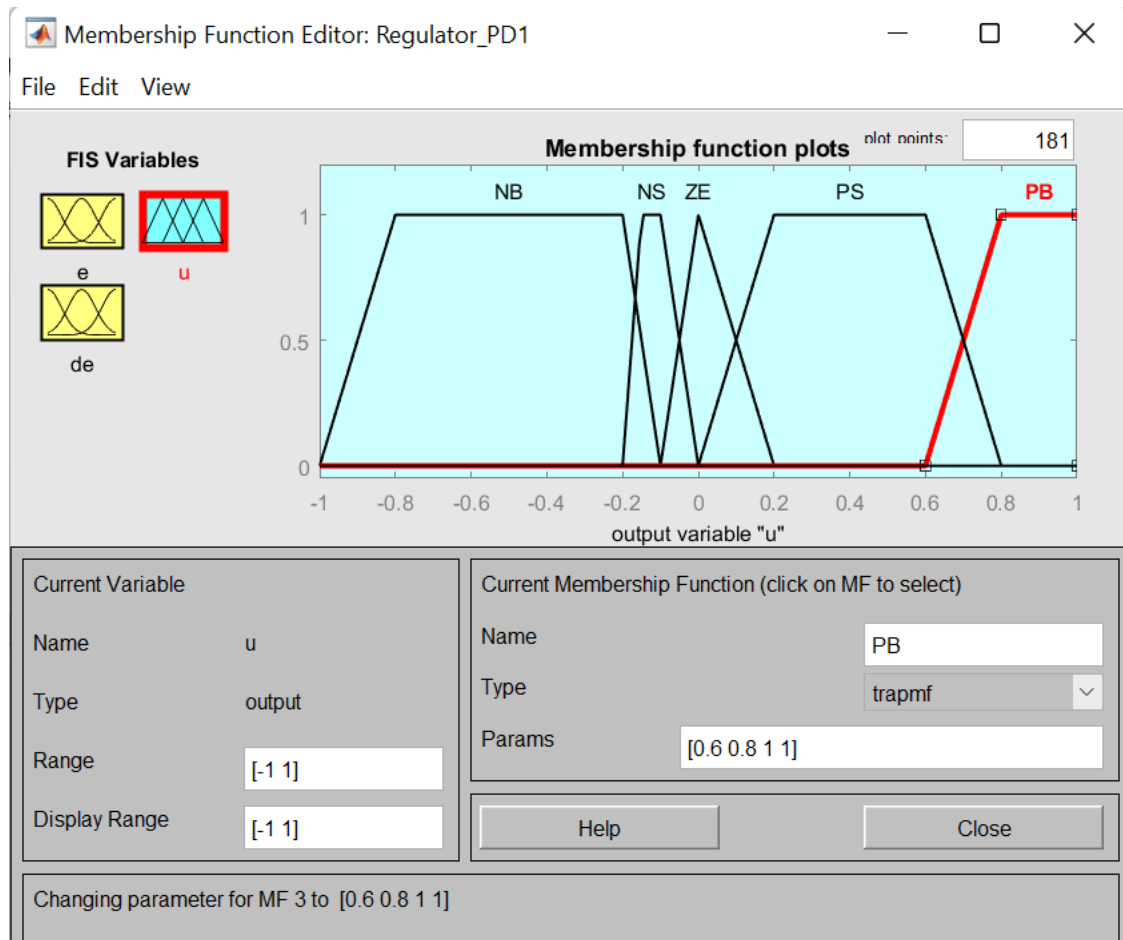 Membership Function Editor: Regulator_PD1
File Edit View
FIS Variables
e
u
de
Membership function plots
plot points:
181
NB NS ZE PS PB
1
0.5
0
-1 -0.8 -0.6 -0.4 -0.2 0 0.2 0.4 0.6 0.8 1
output variable "u"
Current Variable
Name u
Type output
Range [-1 1]
Display Range [-1 1]
Current Membership Function (click on MF to select)
Name PB
Type trapmf
Params [0.6 0.8 1 1]
Help Close
Changing parameter for MF 3 to [0.6 0.8 1 1]